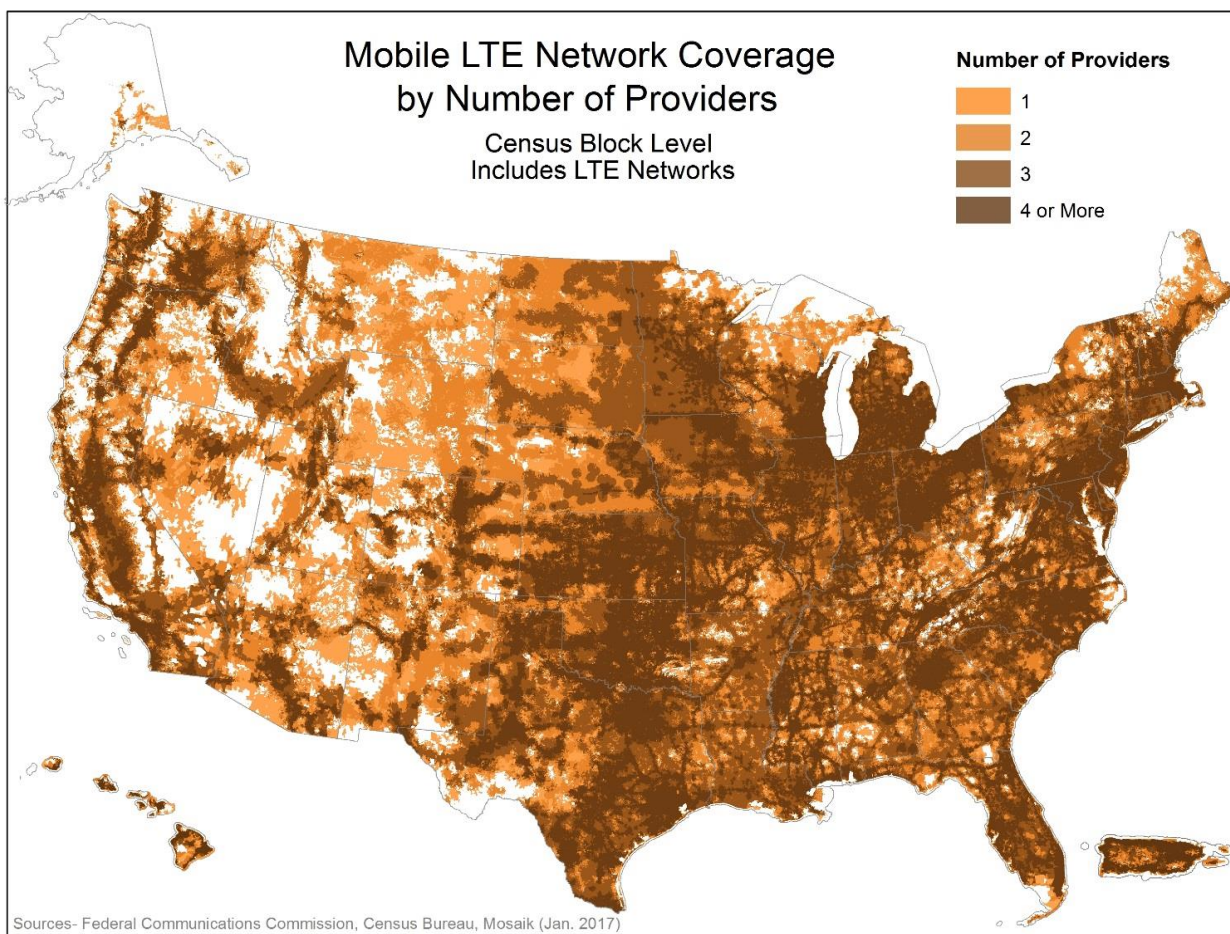 Mobile LTE Network Coverage
by Number of Providers
Census Block Level
Includes LTE Networks
Number of Providers
1
2
3
4 or More
Sources- Federal Communications Commission, Census Bureau, Mosaik (Jan. 2017)